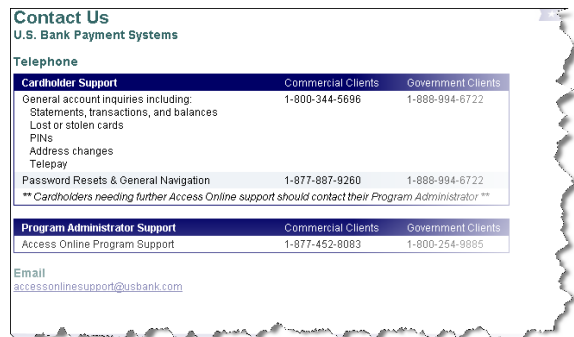 Contact Us
U.S. Bank Payment Systems
Telephone
Cardholder Support Commercial Clients Government Clients
General account inquiries including: 1-800-344-5696 1-888-994-6722
Statements, transactions, and balances
Lost or stolen cards
PINs
Address changes
Telepay
Password Resets & General Navigation 1-877-887-9260 1-888-994-6722
** Cardholders needing further Access Online support should contact their Program Administrator **
Program Administrator Support Commercial Clients Government Clients
Access Online Program Support 1-877-452-8083 1-800-254-9885
Email
accessonlinesupport@usbank.com